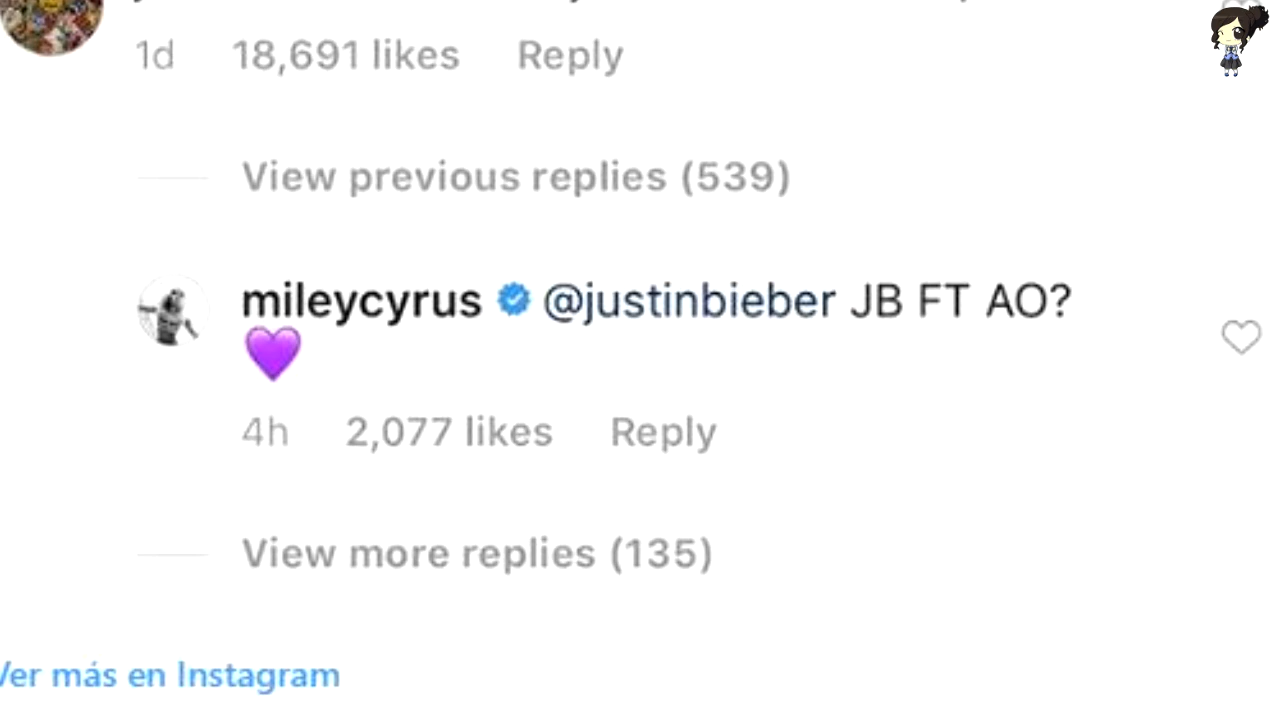 1d 18,691 likes Reply
View previous replies (539)
mileycyrus @justinbieber JB FT AO?
💜
4h 2,077 likes Reply
View more replies (135)
Ver más en Instagram